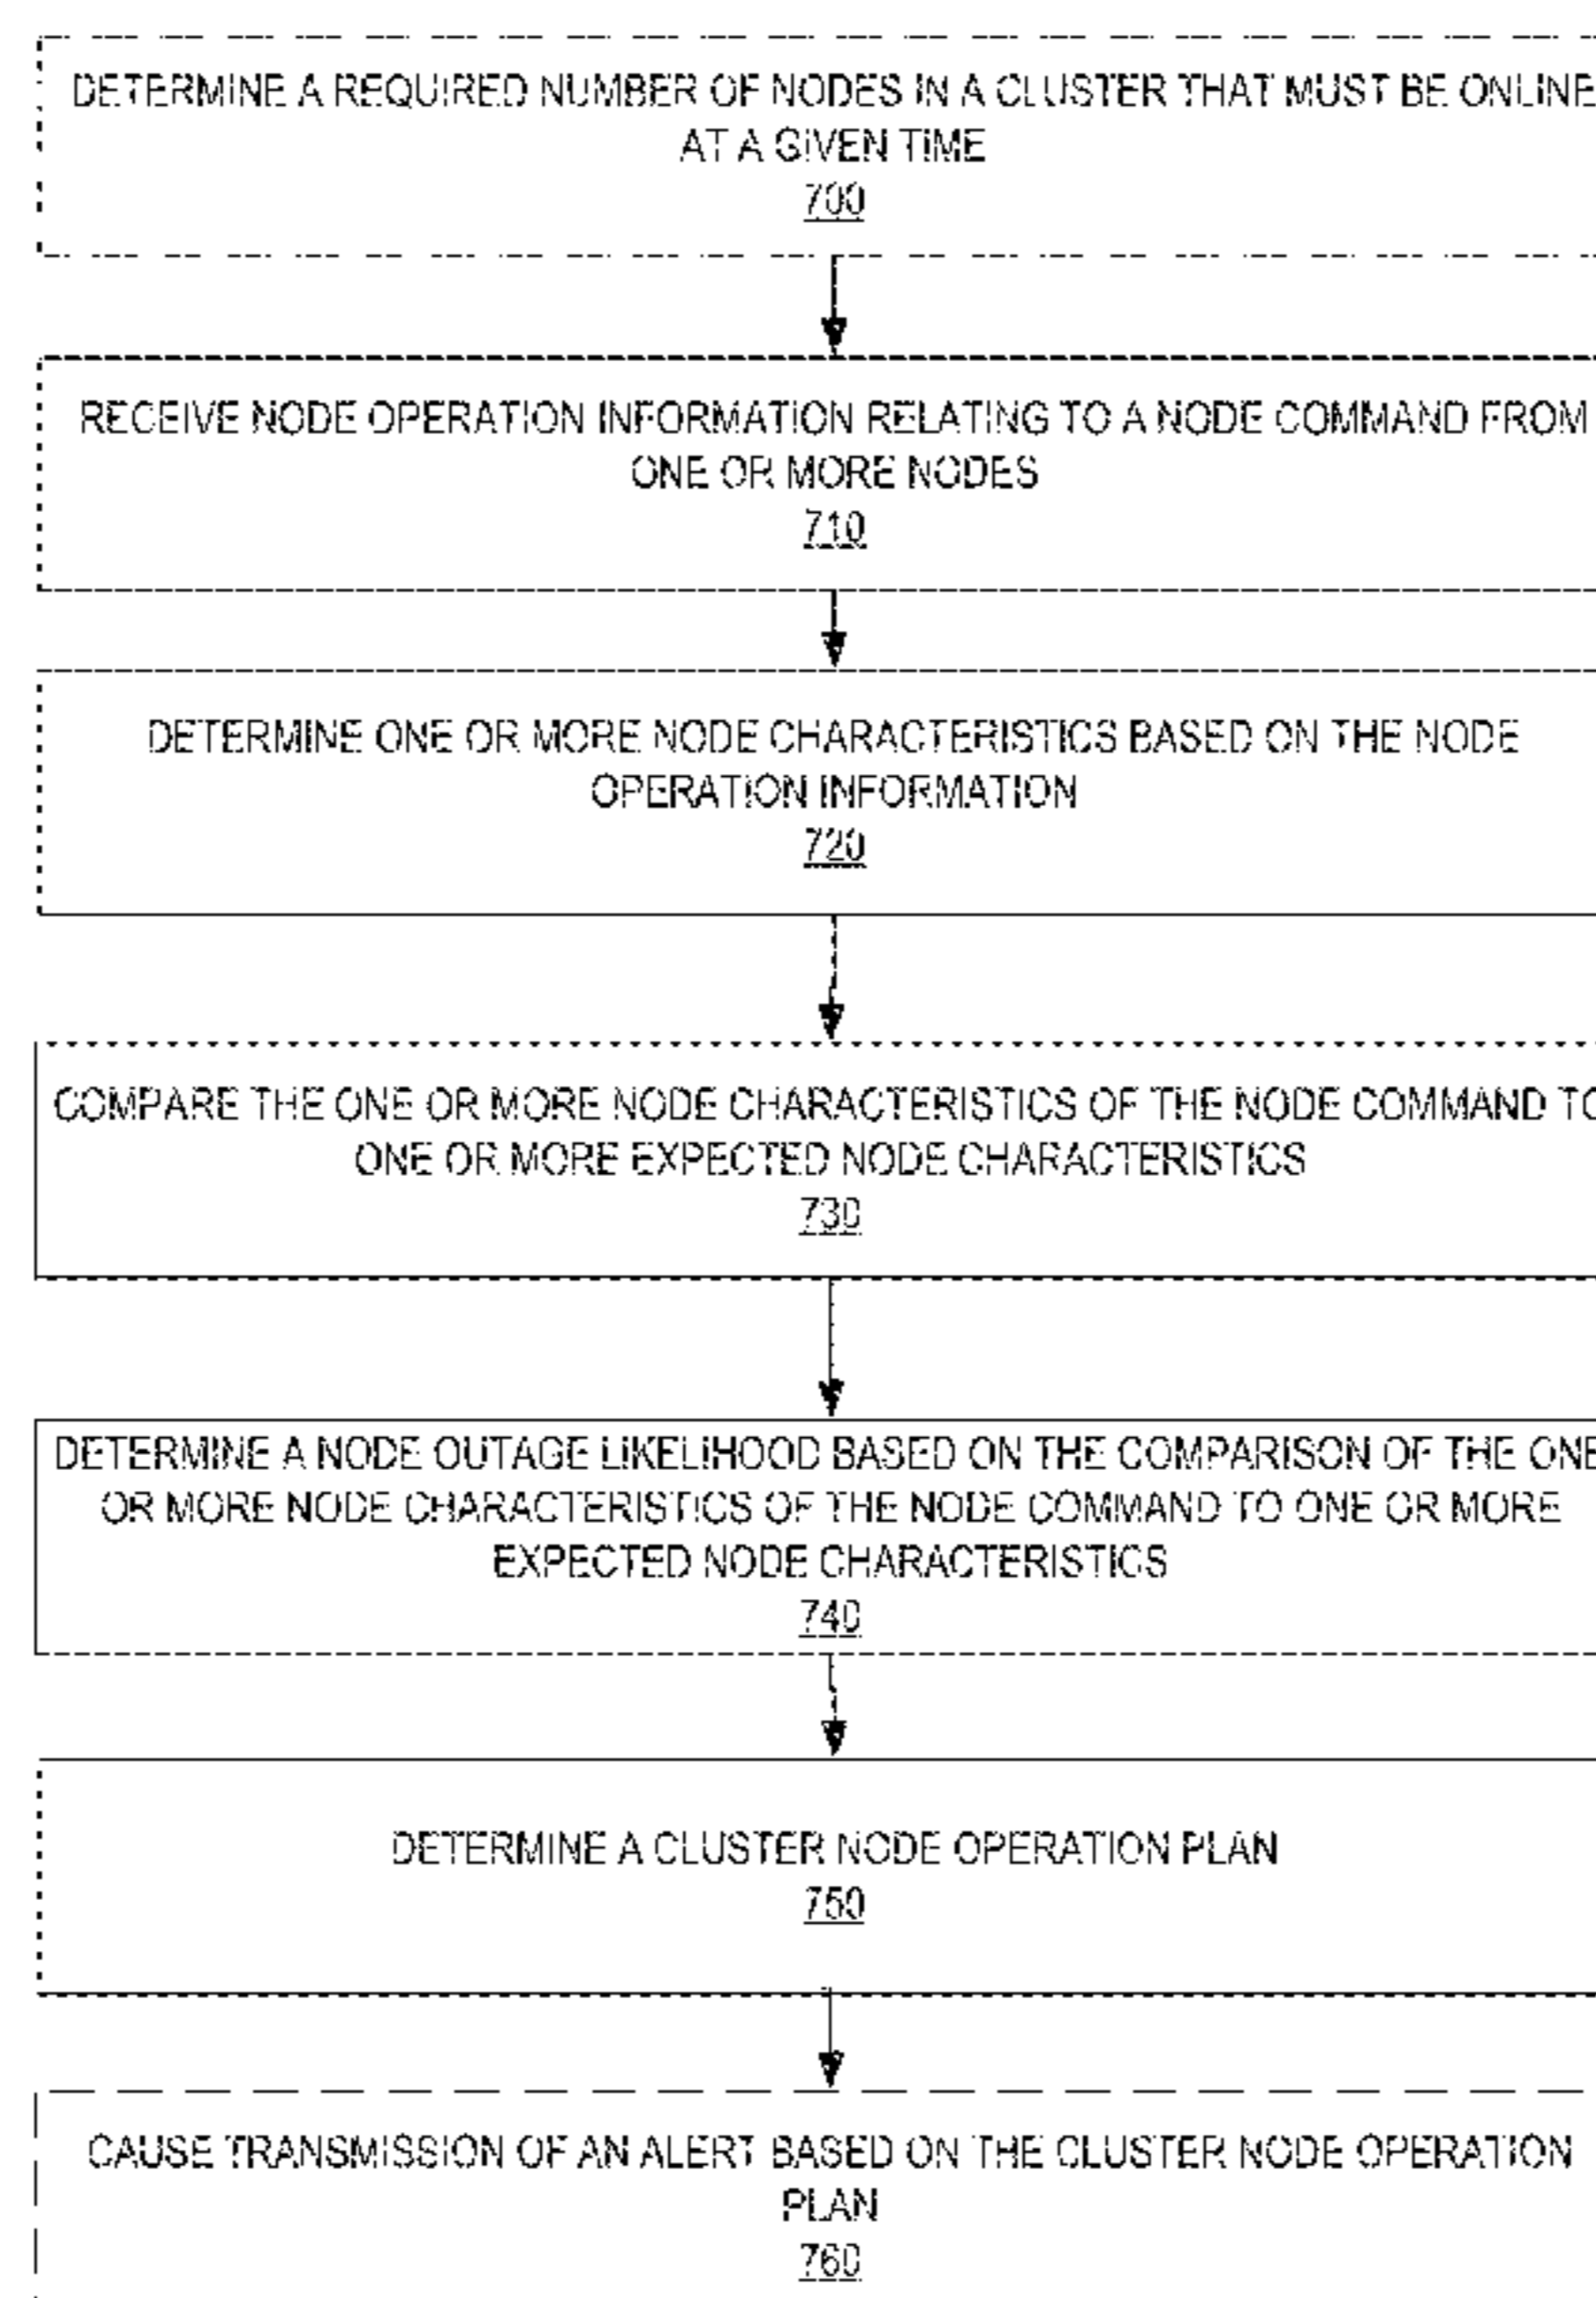 DETERMINE A REQUIRED NUMBER OF NODES IN A CLUSTER THAT MUST BE ONLINE
AT A GIVEN TIME
700
RECEIVE NODE OPERATION INFORMATION RELATING TO A NODE COMMAND FROM
ONE OR MORE NODES
710
DETERMINE ONE OR MORE NODE CHARACTERISTICS BASED ON THE NODE
OPERATION INFORMATION
720
COMPARE THE ONE OR MORE NODE CHARACTERISTICS OF THE NODE COMMAND TO
ONE OR MORE EXPECTED NODE CHARACTERISTICS
730
DETERMINE A NODE OUTAGE LIKELIHOOD BASED ON THE COMPARISON OF THE ONE
OR MORE NODE CHARACTERISTICS OF THE NODE COMMAND TO ONE OR MORE
EXPECTED NODE CHARACTERISTICS
740
DETERMINE A CLUSTER NODE OPERATION PLAN
750
CAUSE TRANSMISSION OF AN ALERT BASED ON THE CLUSTER NODE OPERATION
PLAN
760